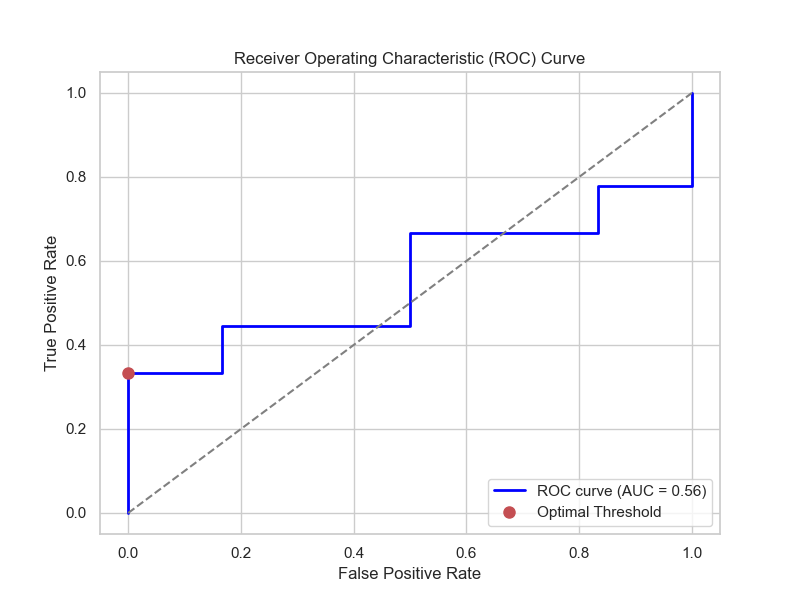 Receiver Operating Characteristic (ROC) Curve
True Positive Rate
1.0
0.8
0.6
0.4
0.2
0.0
0.0 0.2 0.4 0.6 0.8 1.0
False Positive Rate
ROC curve (AUC = 0.56)
Optimal Threshold